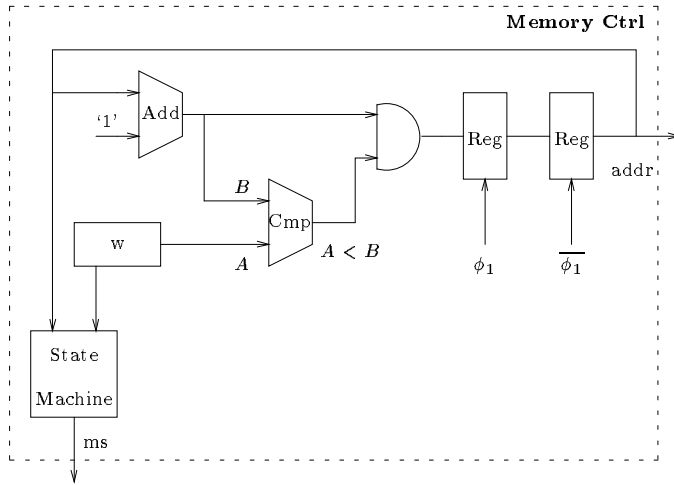 Memory Ctrl
Add
‘1’
Reg
Reg
addr
B
Cmp
w
A
A < B
ϕ₁
ϕ₁‾
State
Machine
ms